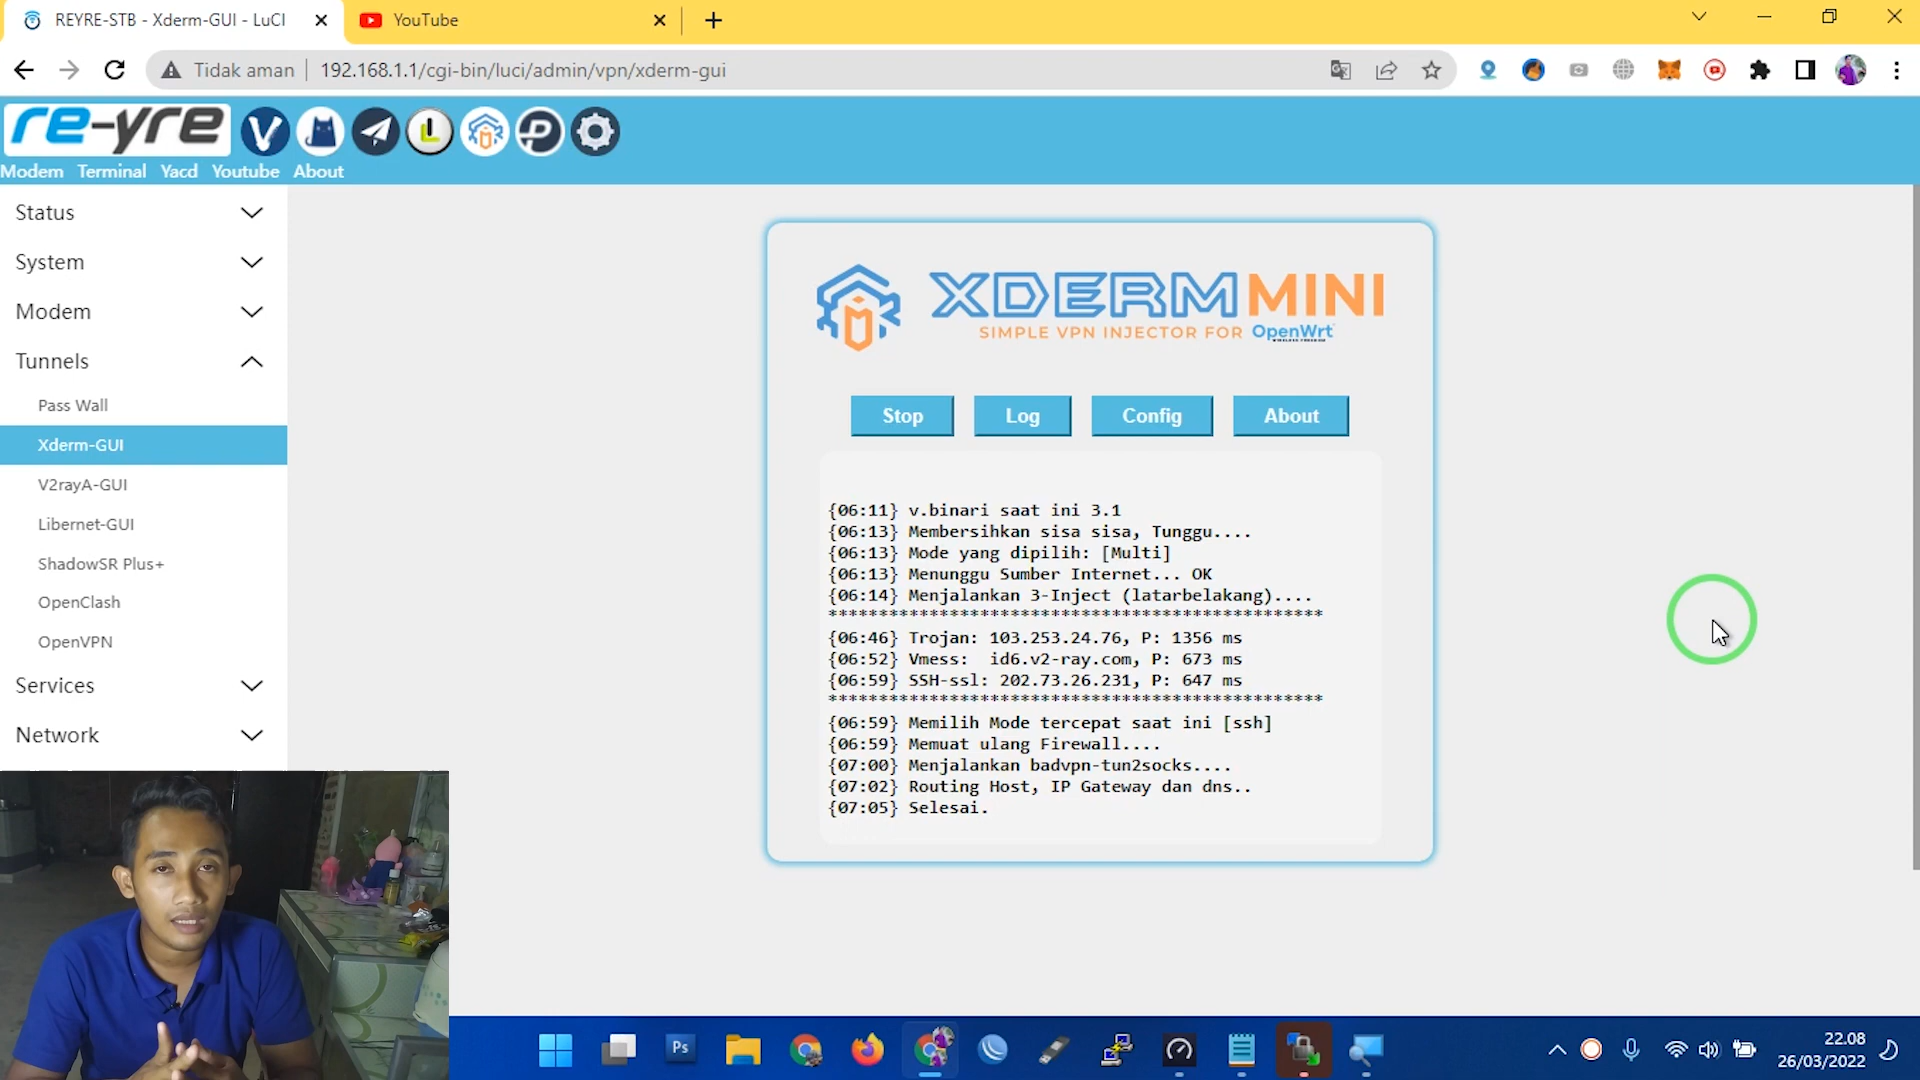 REYRE-STB - Xderm-GUI - LuCI
YouTube
Tidak aman
192.168.1.1/cgi-bin/luci/admin/vpn/xderm-gui
re-yre
Modem Terminal Yacd Youtube About
Status
System
Modem
Tunnels
Pass Wall
Xderm-GUI
V2rayA-GUI
Libernet-GUI
ShadowSR Plus+
OpenClash
OpenVPN
Services
Network
XDERM MINI
SIMPLE VPN INJECTOR FOR OpenWrt
Stop
Log
Config
About
{06:11} v.binari saat ini 3.1
{06:13} Membersihkan sisa sisa, Tunggu....
{06:13} Mode yang dipilih: [Multi]
{06:13} Menunggu Sumber Internet... OK
{06:14} Menjalankan 3-Inject (latarbelakang)....
*************************************************
{06:46} Trojan: 103.253.24.76, P: 1356 ms
{06:52} Vmess:  id6.v2-ray.com, P: 673 ms
{06:59} SSH-ssl: 202.73.26.231, P: 647 ms
*************************************************
{06:59} Memilih Mode tercepat saat ini [ssh]
{06:59} Memuat ulang Firewall....
{07:00} Menjalankan badvpn-tun2socks....
{07:02} Routing Host, IP Gateway dan dns..
{07:05} Selesai.
Ps
22.08
26/03/2022